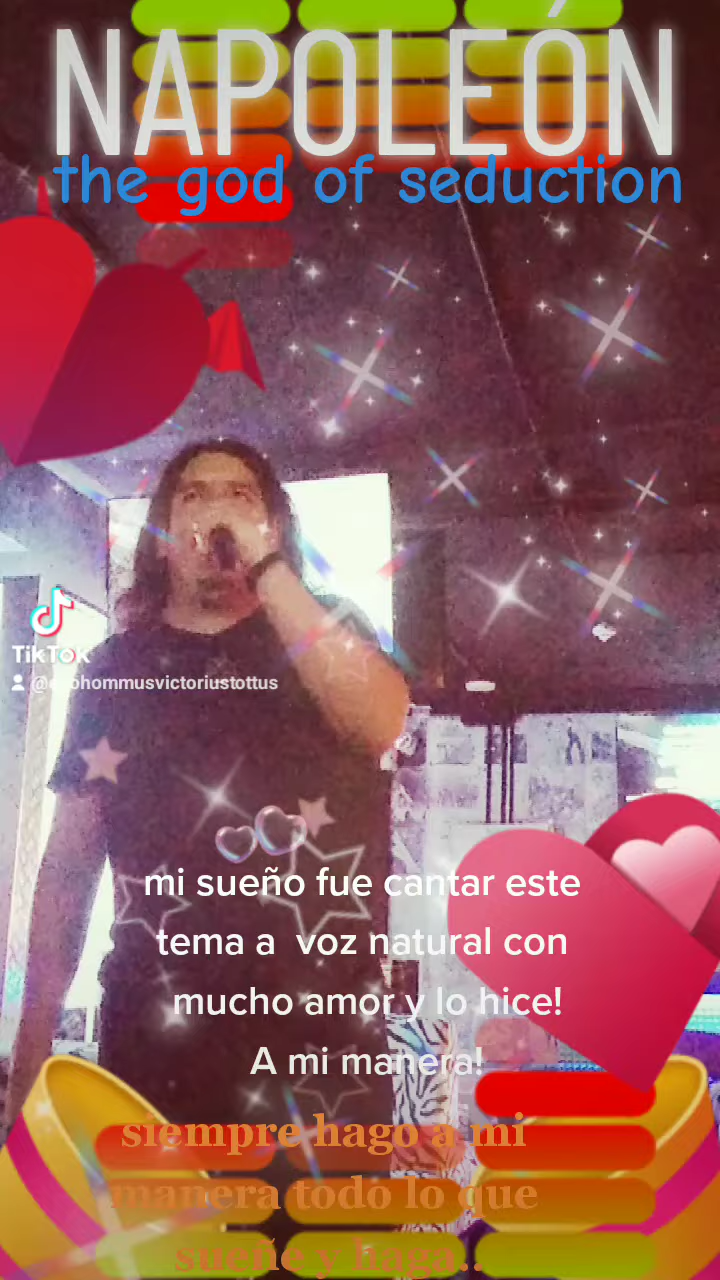 NAPOLEÓN
the god of seduction
TikTok
mi sueño fue cantar este
tema a voz natural con
mucho amor y lo hice!
A mi manera!
siempre hago a mi
manera todo lo que
sueñe y haga..